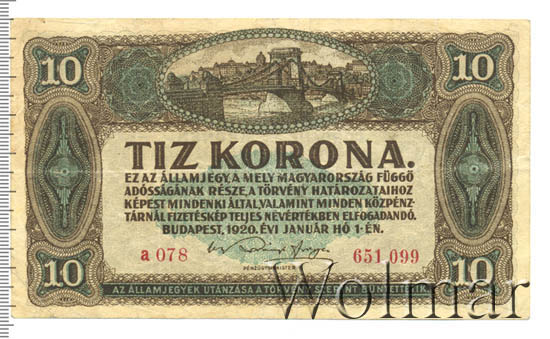 10 10
TIZ KORONA.
EZ AZ ÁLLAMJEGY, A MELY MAGYARORSZÁG FÜGGŐ
ADÓSSÁGÁNAK RÉSZE, A TÖRVÉNY HATÁROZATAIHOZ
KÉPEST MINDENKI ÁLTAL, VALAMINT MINDEN KÖZPÉNZ-
TÁRNÁL FIZETÉSKÉP TELJES NÉVÉRTÉKBEN ELFOGADANDÓ.
BUDAPEST, 1920. ÉVI JANUÁR HÓ 1-ÉN.
a 078 651,099
PÉNZÜGYMINISTER
10 10
AZ ÁLLAMJEGYEK UTÁNZÁSA A TÖRVÉNY SZERINT BÜNTETTETIK.
Wolmar